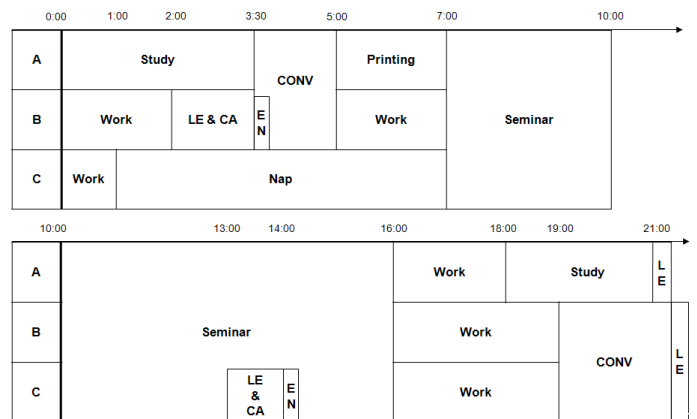 0:00 1:00 2:00 3:30 5:00 7:00 10:00
A Study CONV Printing
B Work LE & CA E N Work Seminar
C Work Nap
10:00 13:00 14:00 16:00 18:00 19:00 21:00
A Work Study L E
B Seminar Work CONV L E
C LE & CA E N Work